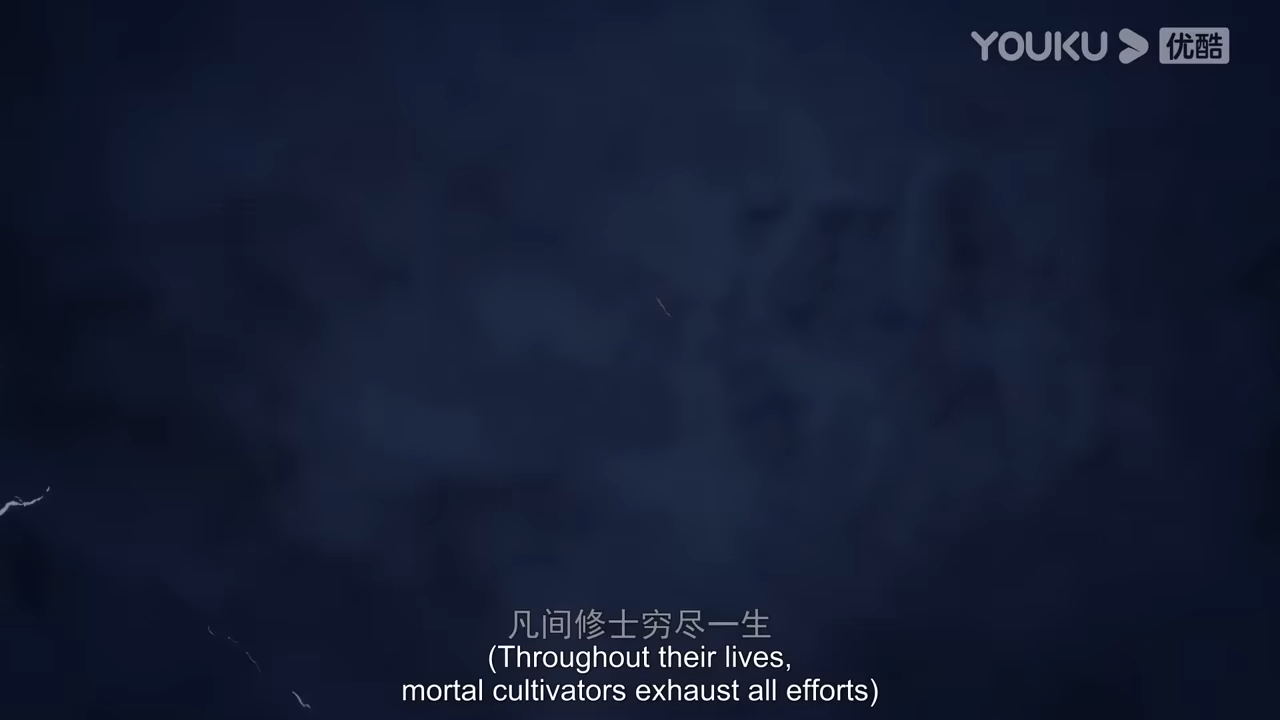 YOUKU 优酷
凡间修士穷尽一生
(Throughout their lives,
mortal cultivators exhaust all efforts)